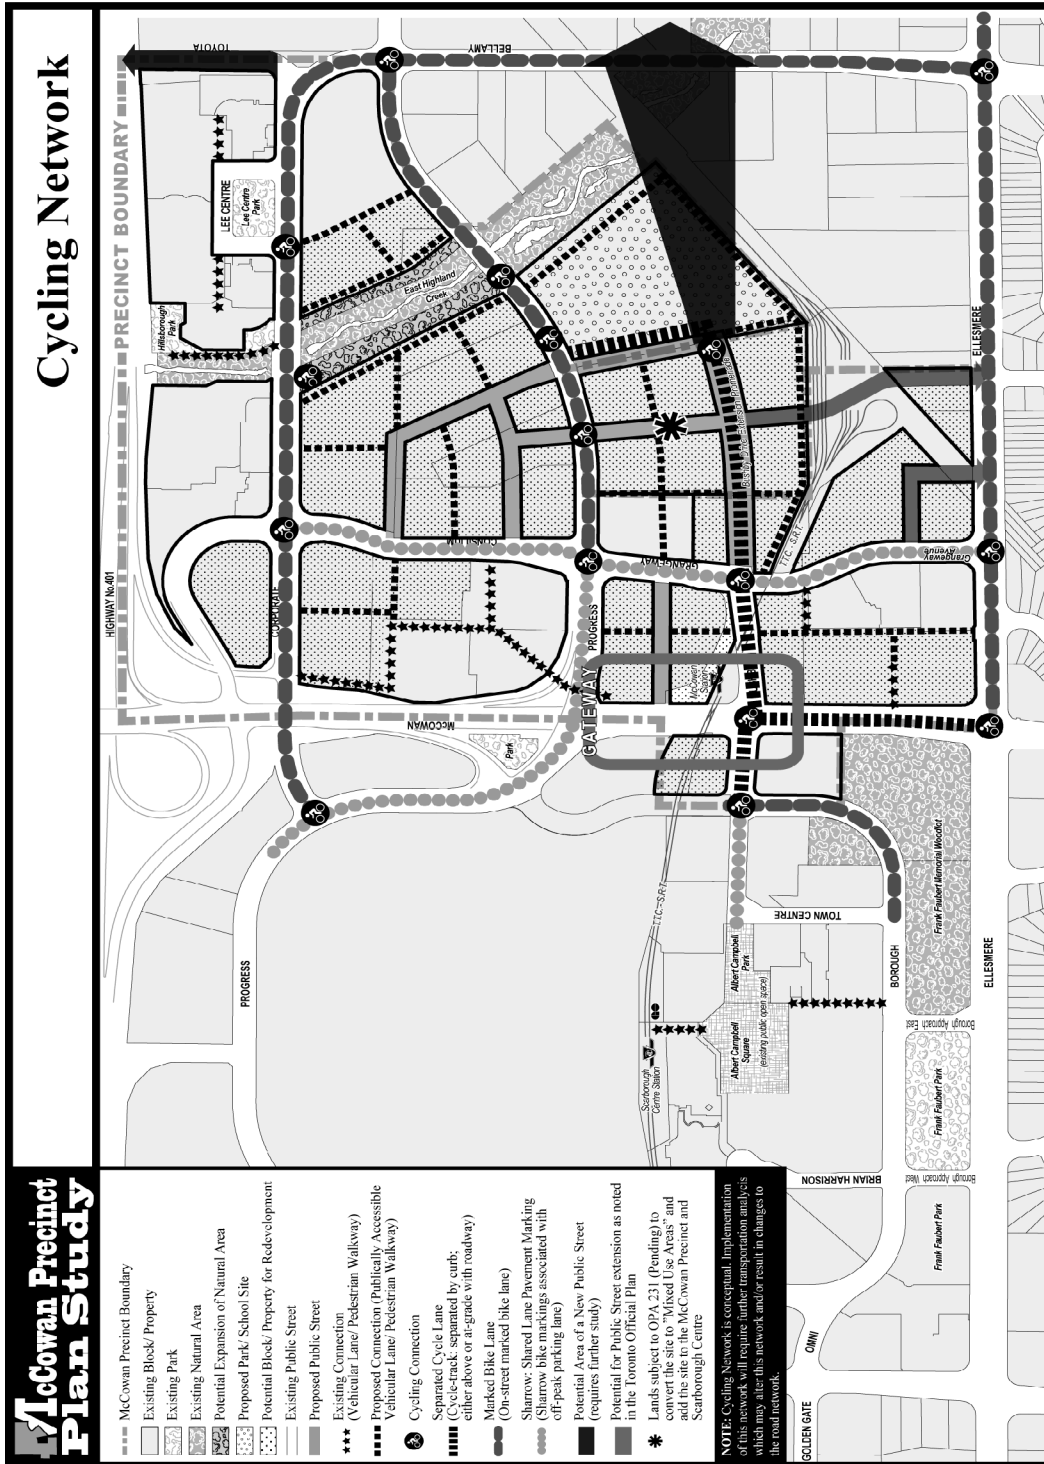 Cycling Network
McCowan Precinct
Plan Study
McCowan Precinct Boundary
Existing Block/ Property
Existing Park
Existing Natural Area
Potential Expansion of Natural Area
Proposed Park/ School Site
Potential Block/ Property for Redevelopment
Existing Public Street
Proposed Public Street
Existing Connection
(Vehicular Lane/ Pedestrian Walkway)
Proposed Connection (Publically Accessible
Vehicular Lane/ Pedestrian Walkway)
Cycling Connection
Separated Cycle Lane
(Cycle-track: separated by curb;
either above or at-grade with roadway)
Marked Bike Lane
(On-street marked bike lane)
Sharrow: Shared Lane Pavement Marking
(Sharrow bike markings associated with
off-peak parking lane)
Potential Area of a New Public Street
(requires further study)
Potential for Public Street extension as noted
in the Toronto Official Plan
Lands subject to OPA 231 (Pending) to
convert the site to "Mixed Use Areas" and
add the site to the McCowan Precinct and
Scarborough Centre
NOTE: Cycling Network is conceptual. Implementation
of this network will require further transportation analysis
which may alter this network and/or result in changes to
the road network.
HIGHWAY No.401
PRECINCT BOUNDARY
TOYOTA
BELLAMY
LEE CENTRE
Lee Centre
Park
Hillsborough
Park
East Highland
Creek
CORPORATE
CONSILIUM
PROGRESS
GRANGEWAY
Grangeway
Avenue
T.T.C. - S.R.T.
ELLESMERE
McCOWAN
GATEWAY
McCowan
Station
Park
PROGRESS
T.T.C. - S.R.T.
Scarborough
Centre Station
Albert Campbell
Park
Albert Campbell
Square
(existing public open space)
TOWN CENTRE
BOROUGH
Frank Faubert Memorial Woodlot
ELLESMERE
Borough Approach East
Frank Faubert Park
Borough Approach West
BRIAN HARRISON
Frank Faubert Park
OMNI
GOLDEN GATE